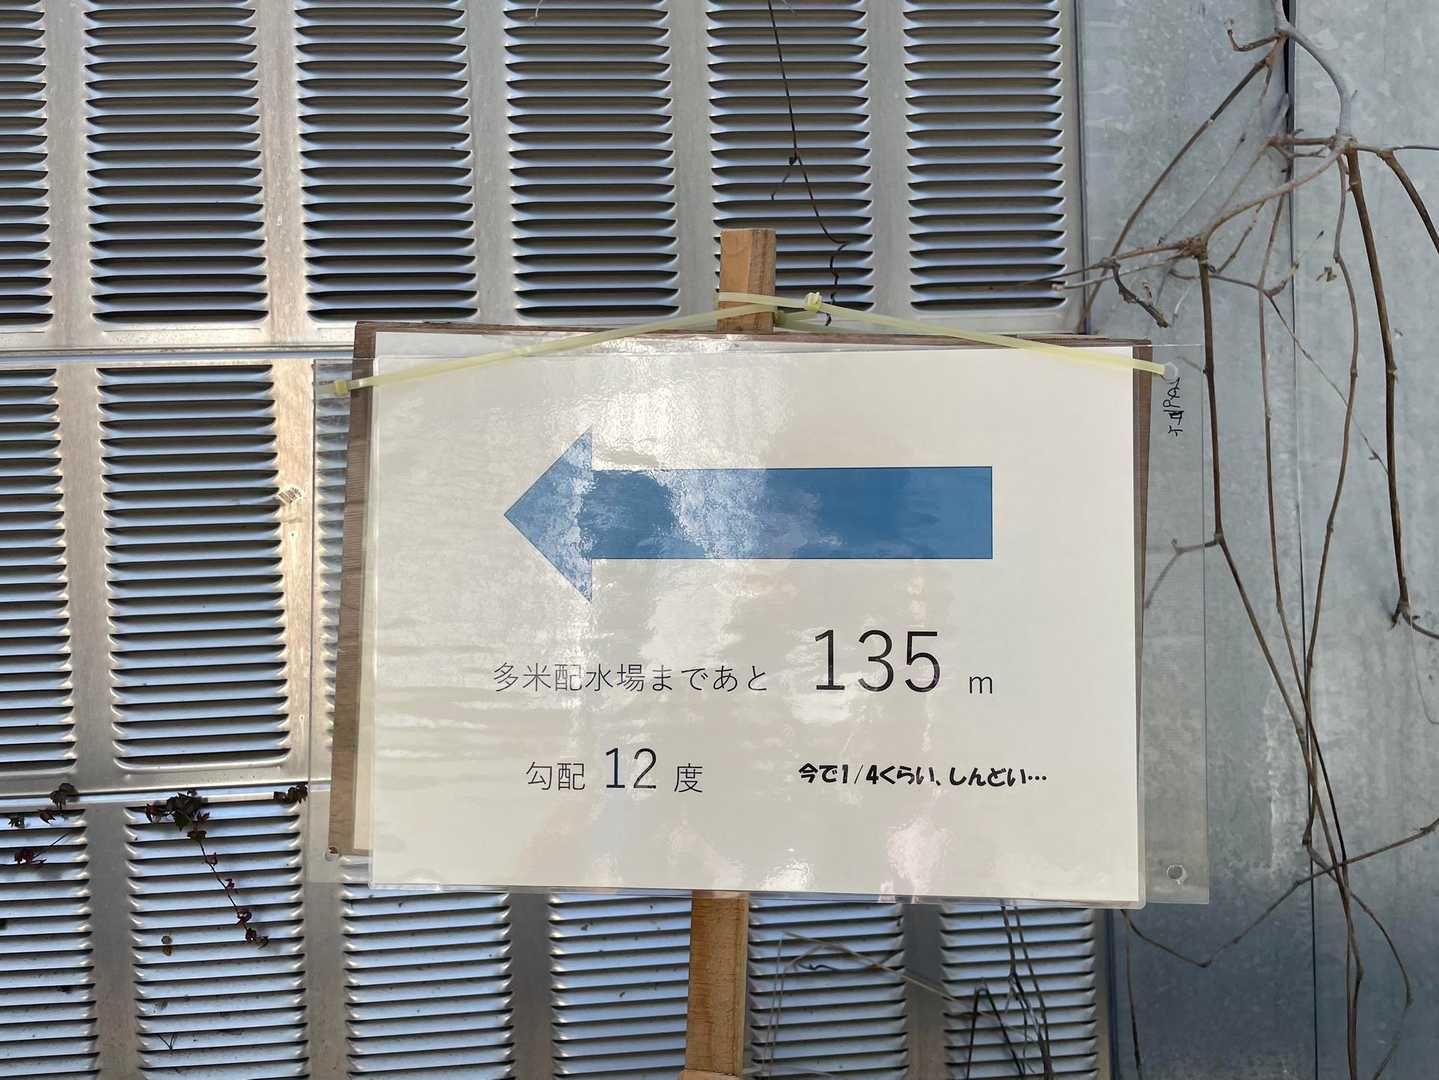 多米配水場まであと 135 m
勾配 12 度 今で1/4くらい、しんどい…